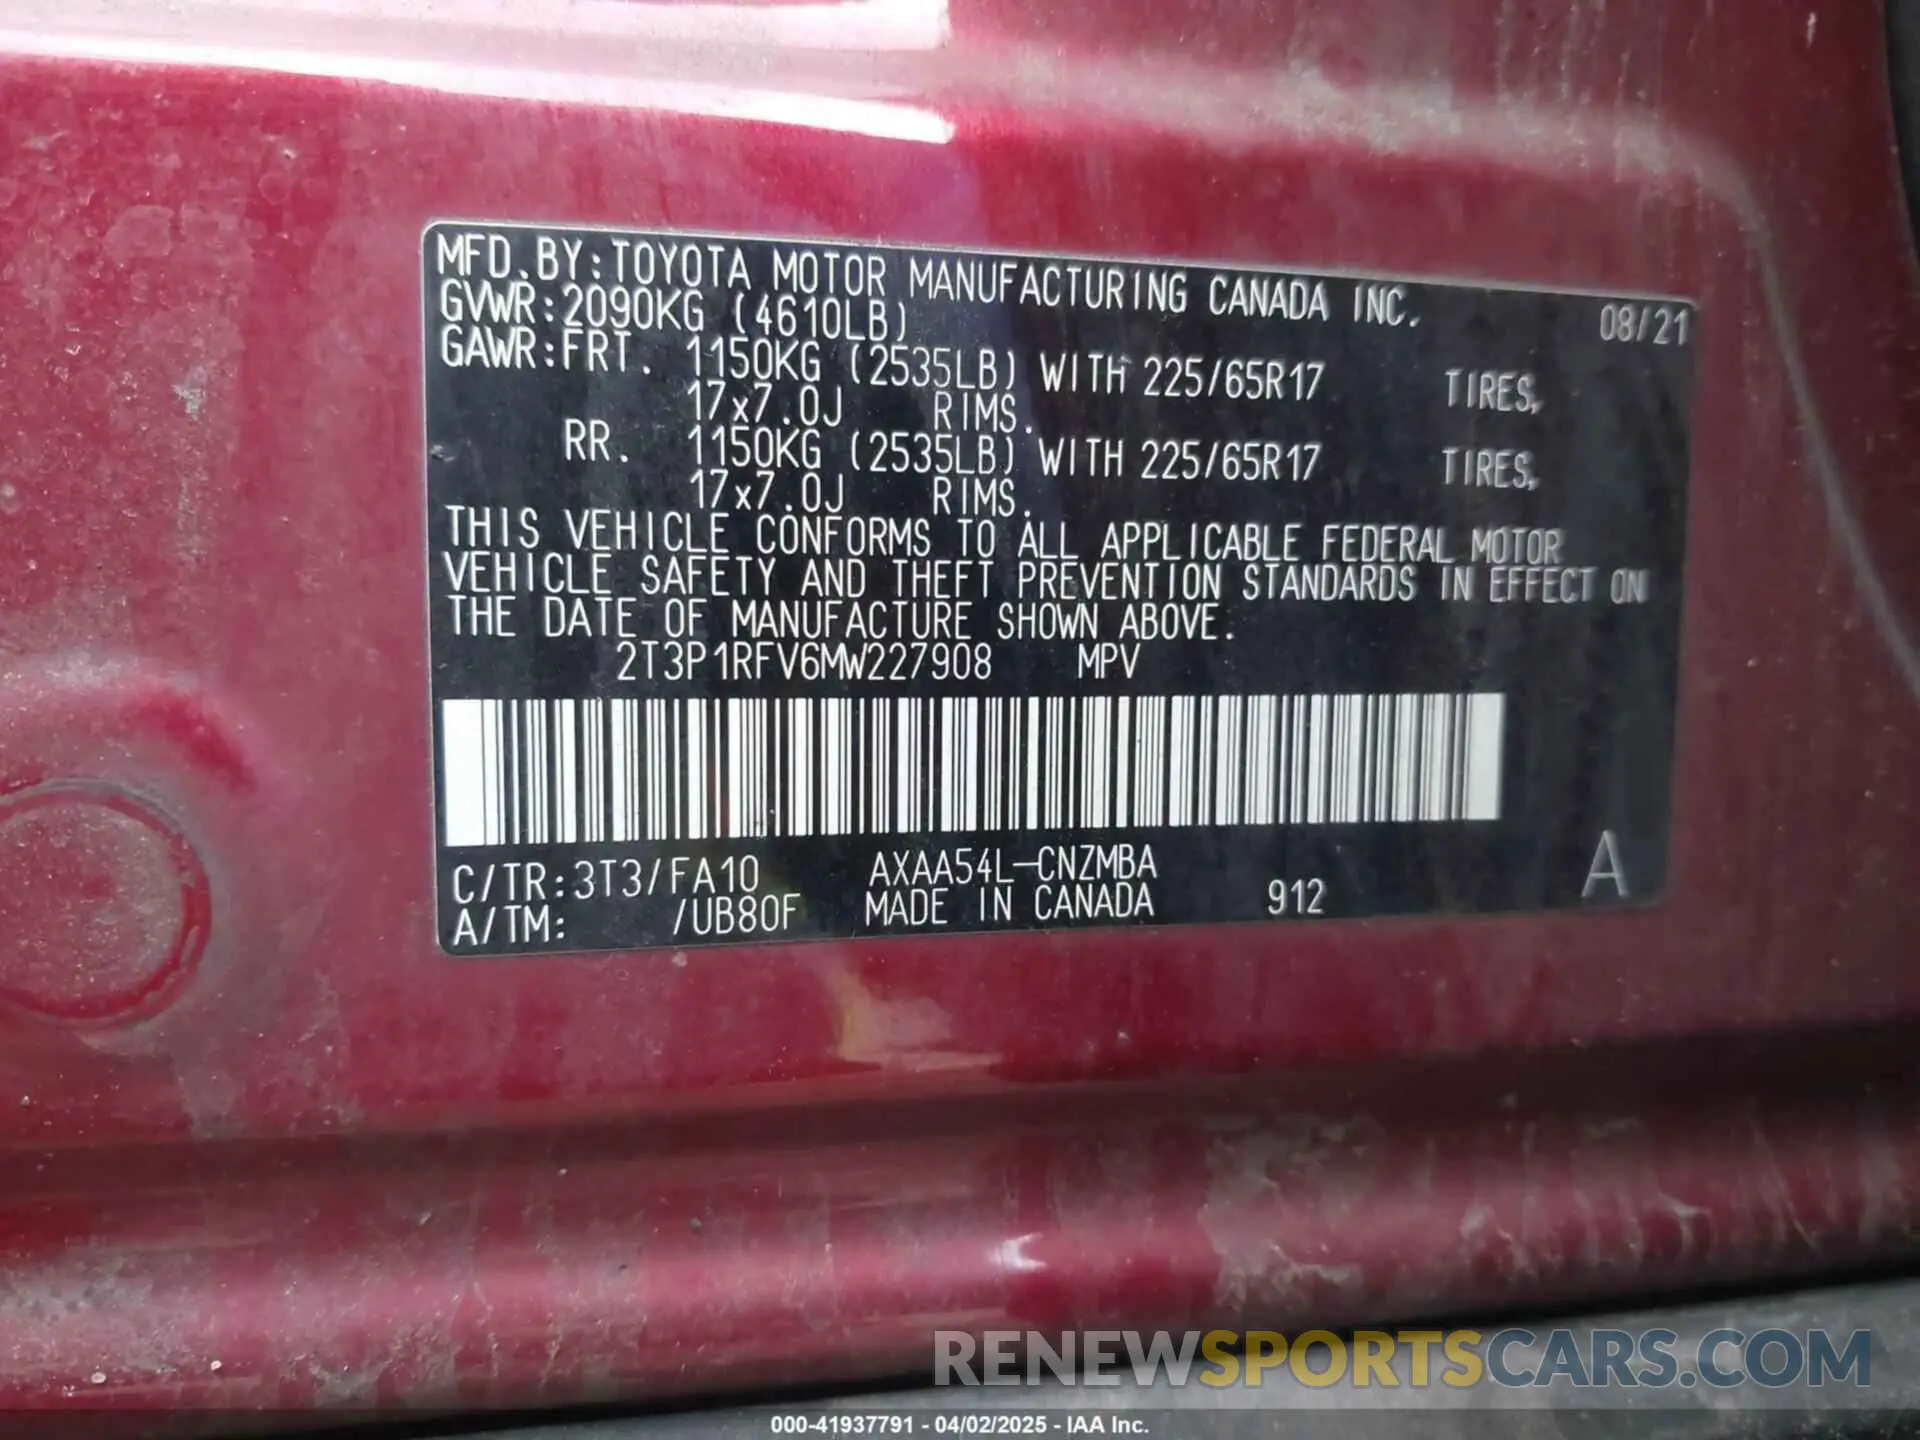 MFD.BY:TOYOTA MOTOR MANUFACTURING CANADA INC. 08/21
GVWR:2090KG (4610LB)
GAWR:FRT. 1150KG (2535LB) WITH 225/65R17 TIRES,
17x7.0J RIMS.
RR. 1150KG (2535LB) WITH 225/65R17 TIRES,
17x7.0J RIMS.
THIS VEHICLE CONFORMS TO ALL APPLICABLE FEDERAL MOTOR
VEHICLE SAFETY AND THEFT PREVENTION STANDARDS IN EFFECT ON
THE DATE OF MANUFACTURE SHOWN ABOVE.
2T3P1RFV6MW227908 MPV
C/TR:3T3/FA10 AXAA54L-CNZMBA
A/TM: /UB80F MADE IN CANADA 912 A
RENEWSPORTSCARS.COM
000-41937791 - 04/02/2025 - IAA Inc.